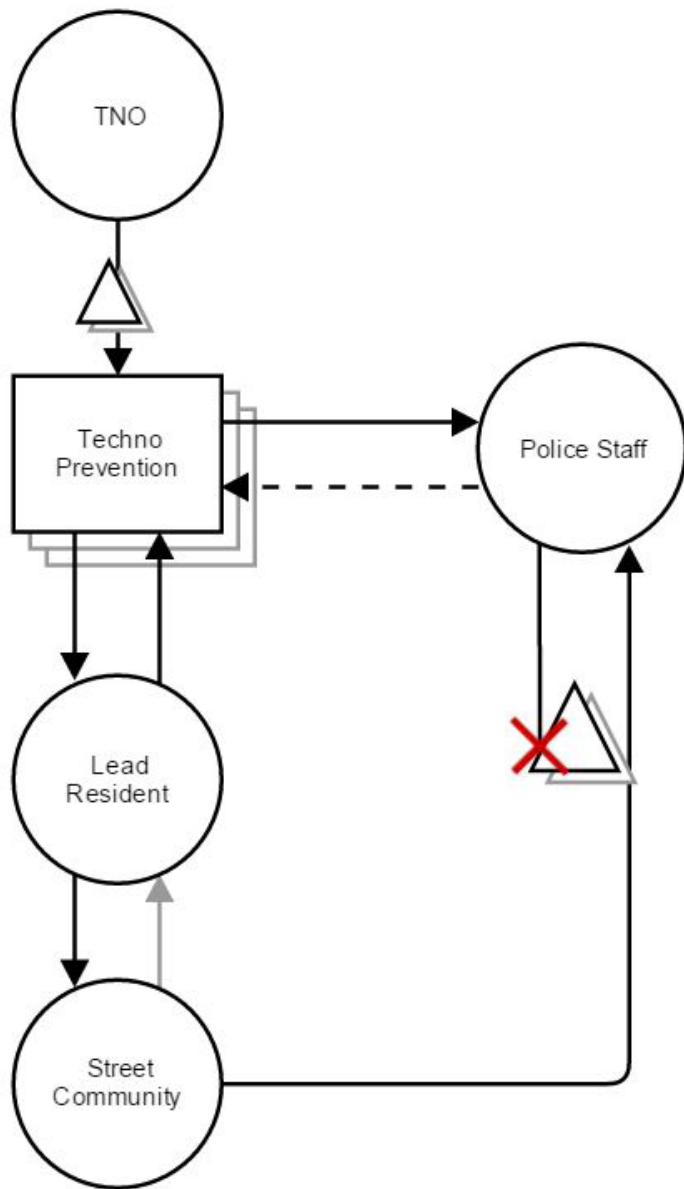 TNO
Techno
Prevention
Police Staff
Lead
Resident
Street
Community